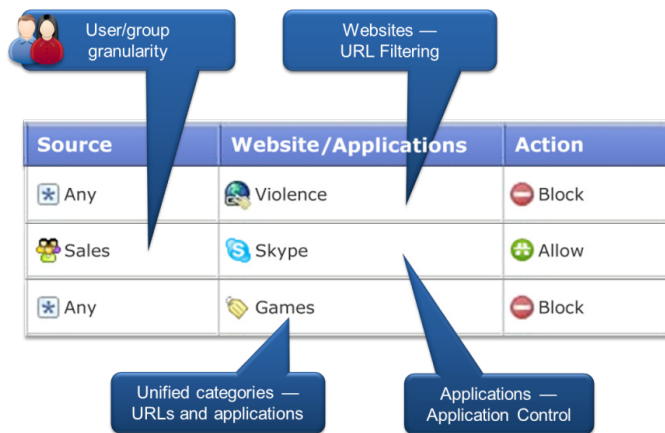 User/group
granularity
Websites —
URL Filtering
Source Website/Applications Action
Any Violence Block
Sales Skype Allow
Any Games Block
Unified categories —
URLs and applications
Applications —
Application Control